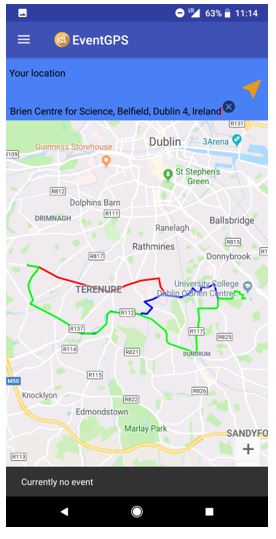 63% 11:14
EventGPS
Your location
Brien Centre for Science, Belfield, Dublin 4, Ireland
R131
Guinness Storehouse
Dublin
3Arena
R109
St Stephen's
Green
R812
Dolphins Barn
R111
DRIMNAGH
Ranelagh
Ballsbridge
Rathmines
R815
R817
Donnybrook
TERENURE
University College
Dublin O'Brien Centre
R112
R137
R117
R114
R821
R825
DUNDRUM
M50
R115
R826
Knocklyon
R822
Edmondstown
Marlay Park
SANDYFO
R113
+
Currently no event